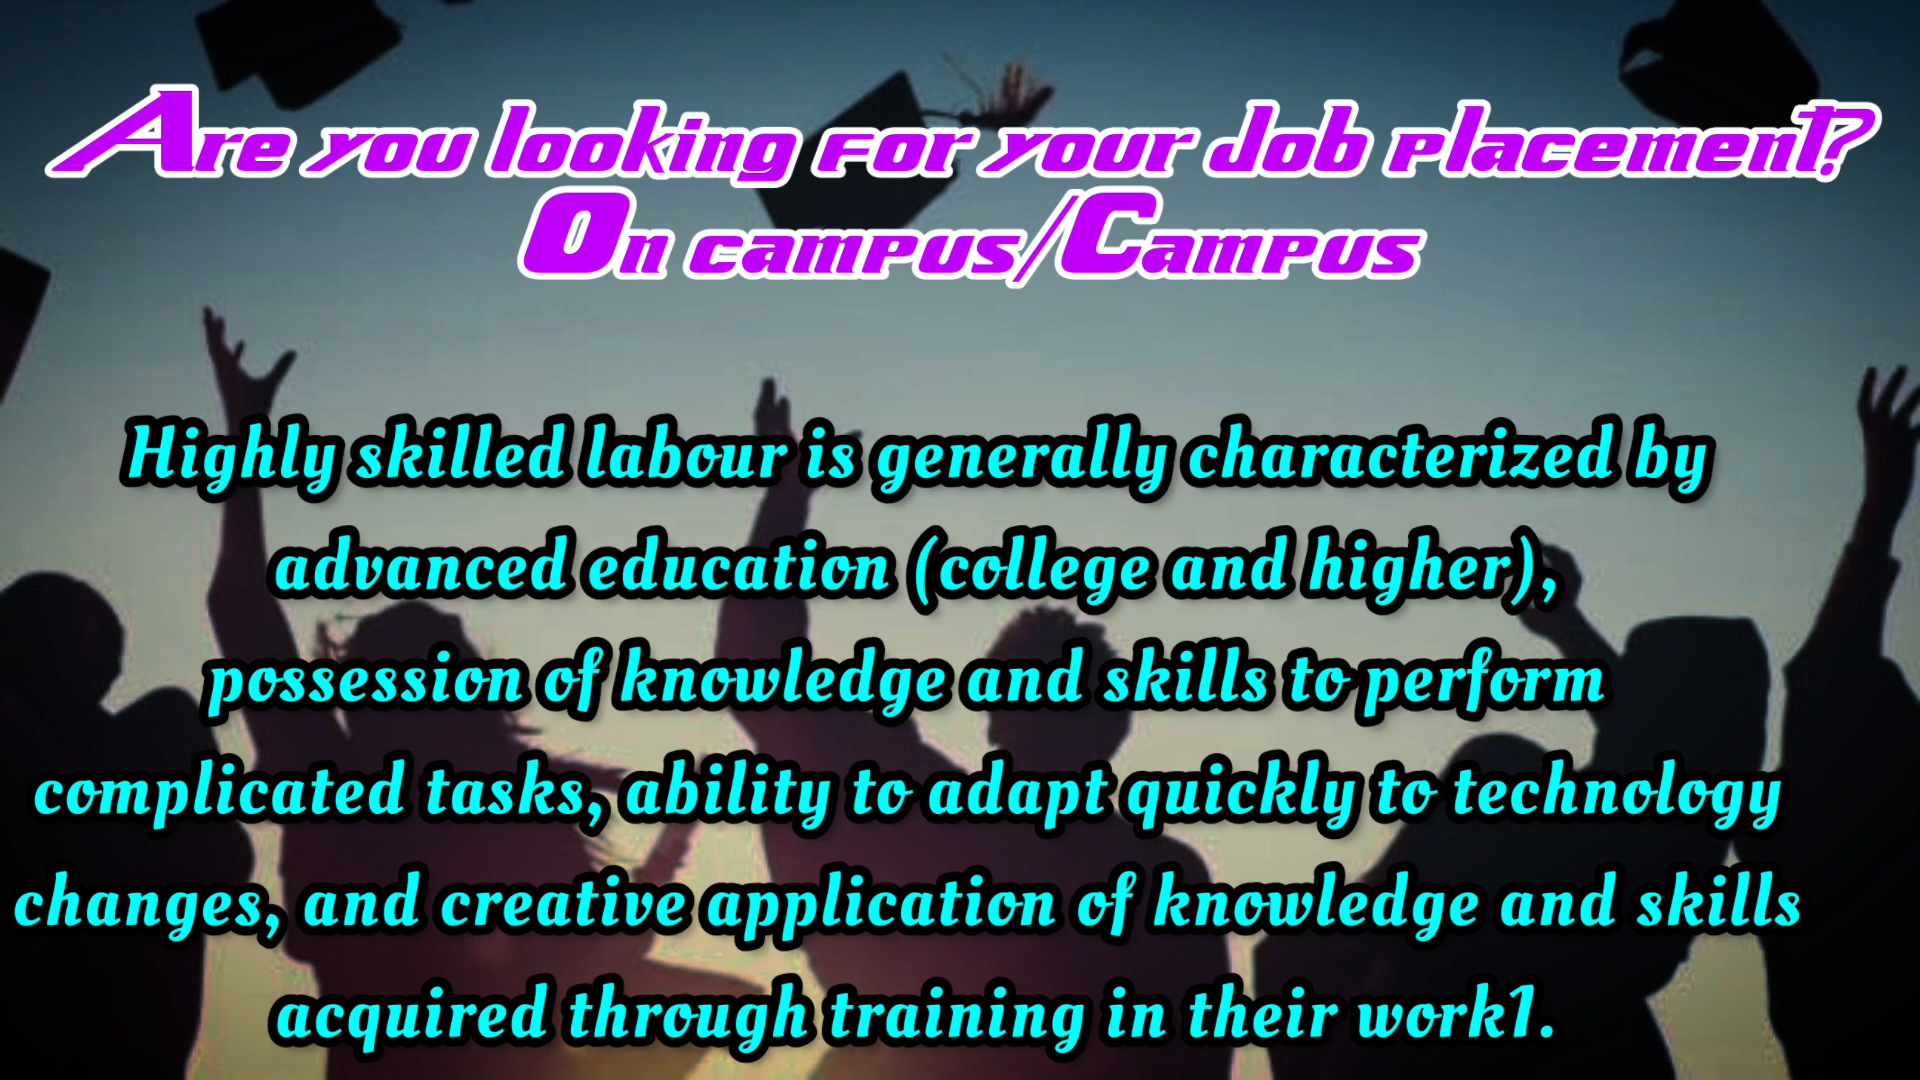 Are you looking for your Job placement?
On campus/Campus
Highly skilled labour is generally characterized by
advanced education (college and higher),
possession of knowledge and skills to perform
complicated tasks, ability to adapt quickly to technology
changes, and creative application of knowledge and skills
acquired through training in their work1.